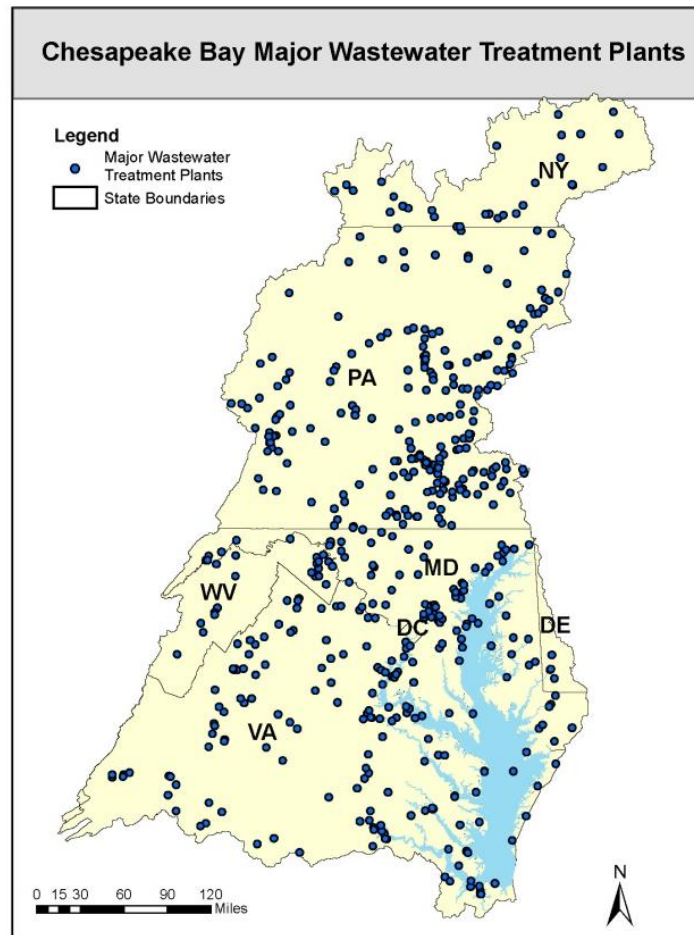 Chesapeake Bay Major Wastewater Treatment Plants
Legend
Major Wastewater
Treatment Plants
State Boundaries
NY
PA
MD
WV
DC
DE
VA
0 15 30 60 90 120
Miles
N